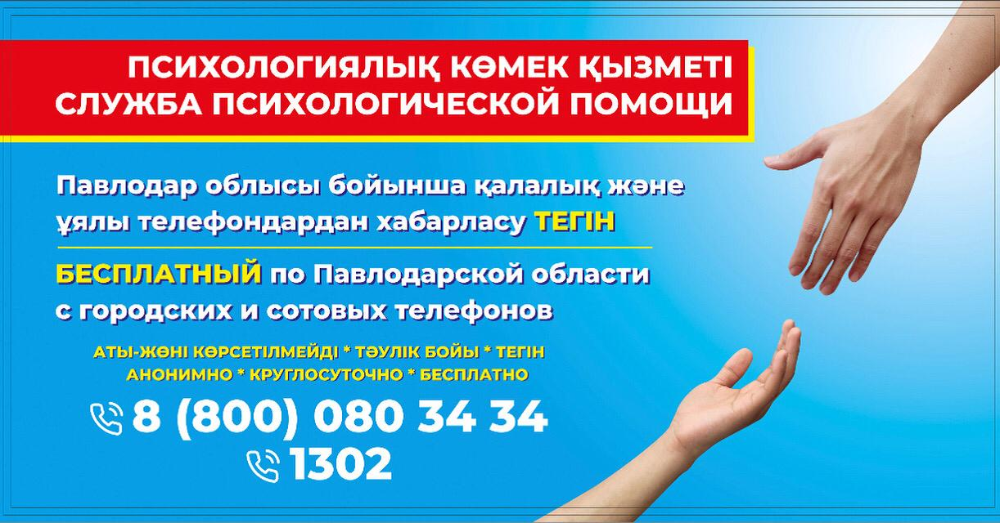 ПСИХОЛОГИЯЛЫҚ КӨМЕК ҚЫЗМЕТІ
СЛУЖБА ПСИХОЛОГИЧЕСКОЙ ПОМОЩИ
Павлодар облысы бойынша қалалық және
ұялы телефондардан хабарласу ТЕГІН
БЕСПЛАТНЫЙ по Павлодарской области
с городских и сотовых телефонов
АТЫ-ЖӨНІ КӨРСЕТІЛМЕЙДІ * ТӘУЛІК БОЙЫ * ТЕГІН
АНОНИМНО * КРУГЛОСУТОЧНО * БЕСПЛАТНО
8 (800) 080 34 34
1302